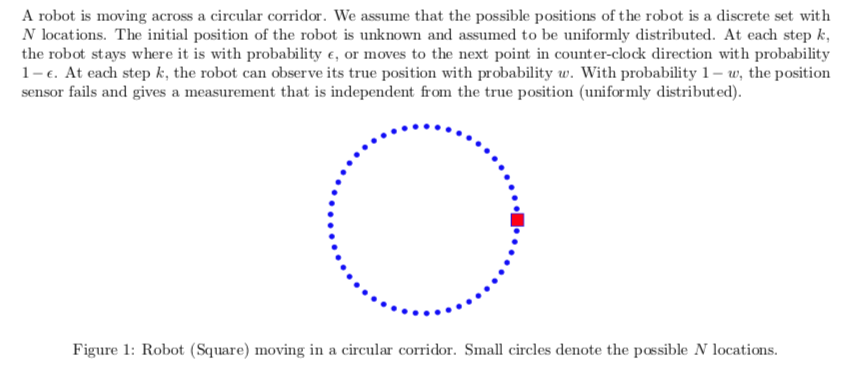 A robot is moving across a circular corridor. We assume that the possible positions of the robot is a discrete set with
N locations. The initial position of the robot is unknown and assumed to be uniformly distributed. At each step k,
the robot stays where it is with probability ϵ, or moves to the next point in counter-clock direction with probability
1 − ϵ. At each step k, the robot can observe its true position with probability w. With probability 1 − w, the position
sensor fails and gives a measurement that is independent from the true position (uniformly distributed).
Figure 1: Robot (Square) moving in a circular corridor. Small circles denote the possible N locations.